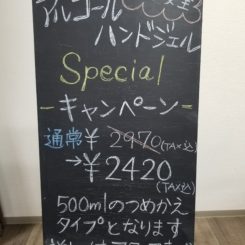 アルコール
ハンドジェル
Special
キャンペーン
通常¥2970(TAX込)
→¥2420
(TAX込)
500mlのつめかえ
タイプとなります